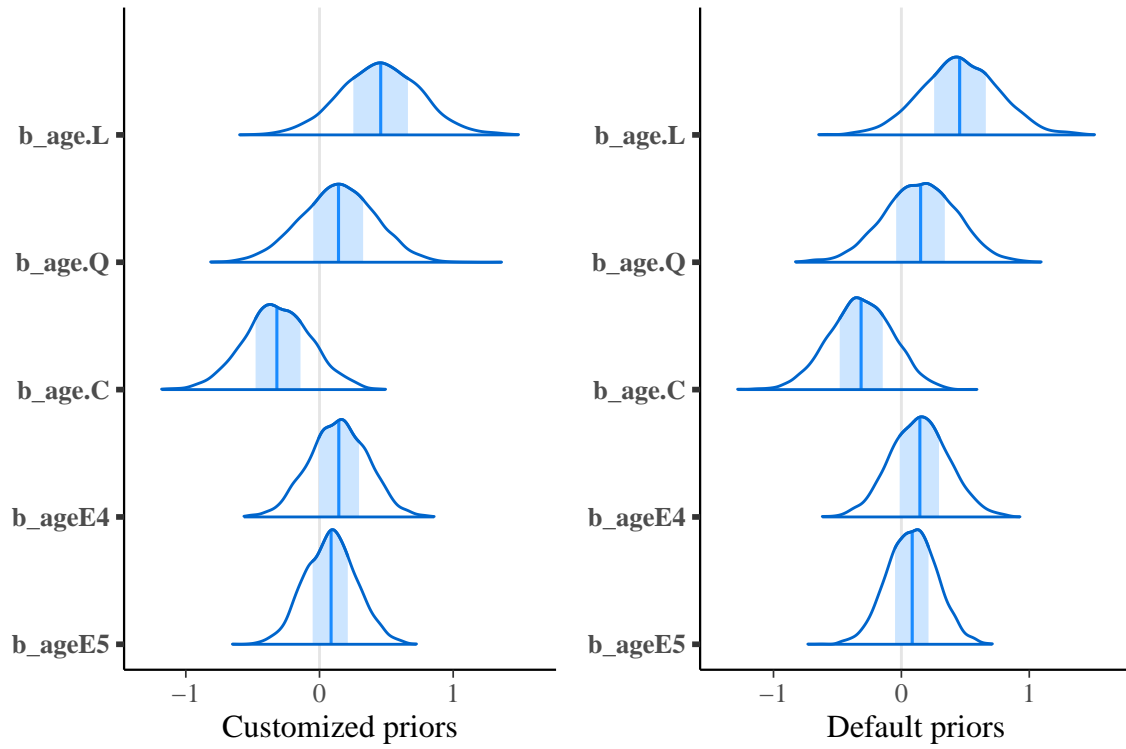 b_age.L
b_age.Q
b_age.C
b_ageE4
b_ageE5
−1 0 1
Customized priors
b_age.L
b_age.Q
b_age.C
b_ageE4
b_ageE5
−1 0 1
Default priors